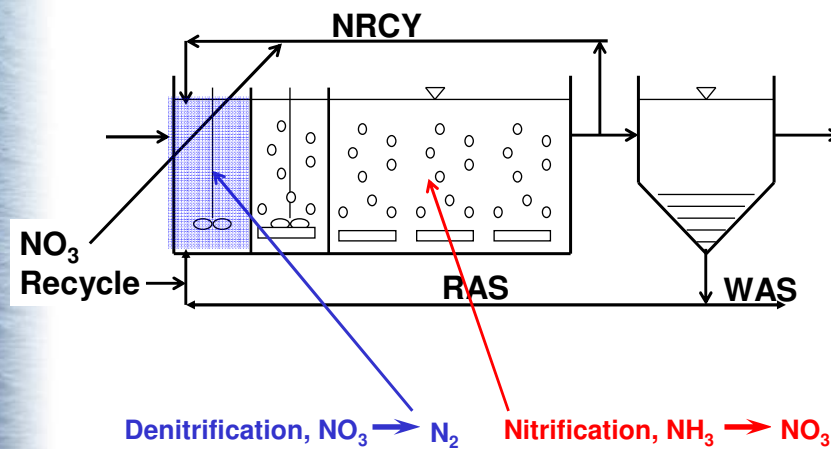 NRCY
NO3
Recycle
RAS
WAS
Denitrification, NO3 → N2
Nitrification, NH3 → NO3